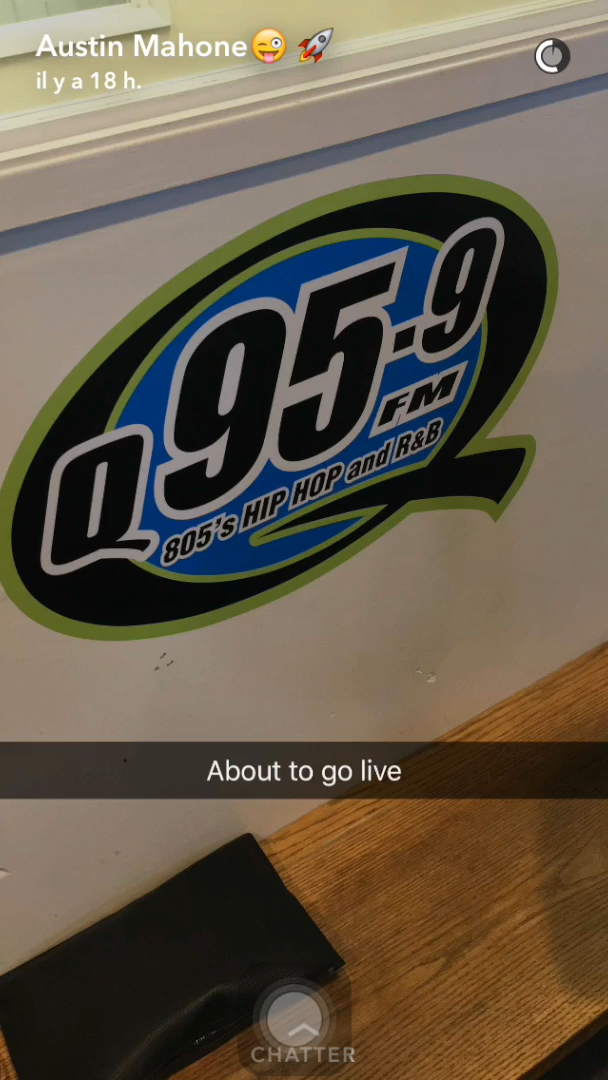 Austin Mahone😜 🚀
il y a 18 h.
Q 95.9
FM
805's HIP HOP and R&B
About to go live
CHATTER